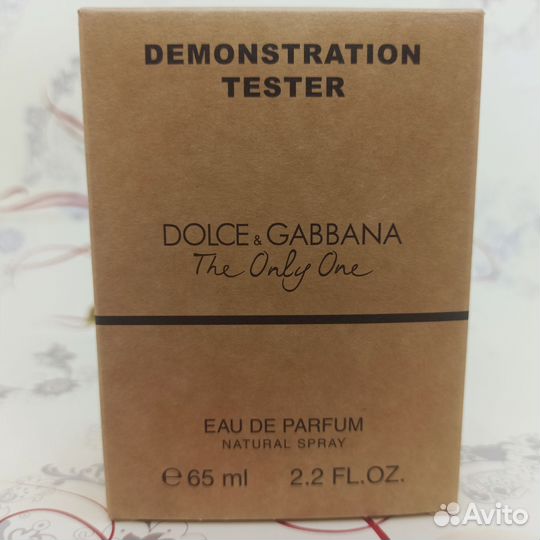 DEMONSTRATION
TESTER
DOLCE & GABBANA
The Only One
EAU DE PARFUM
NATURAL SPRAY
℮ 65 ml 2.2 FL.OZ.
Avito